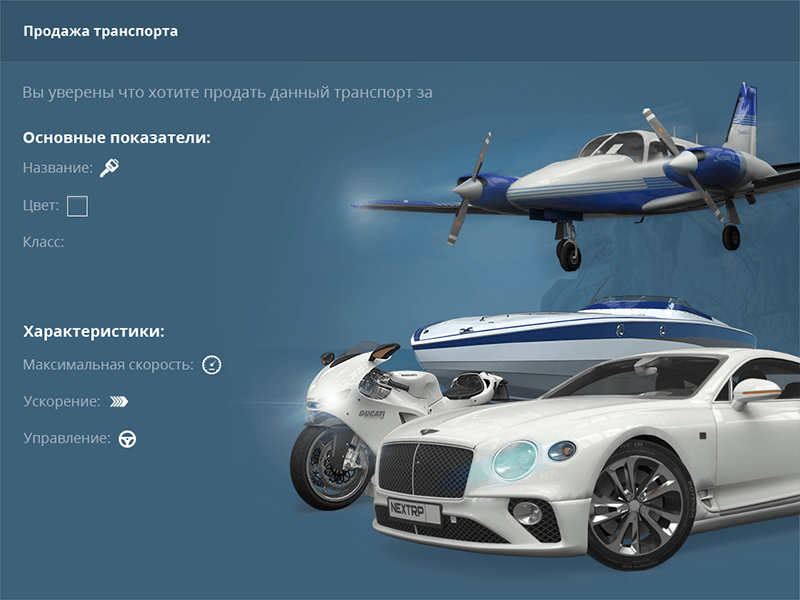 Продажа транспорта
Вы уверены что хотите продать данный транспорт за
Основные показатели:
Название:
Цвет:
Класс:
Характеристики:
Максимальная скорость:
Ускорение:
Управление:
DUCATI
NEXTRP